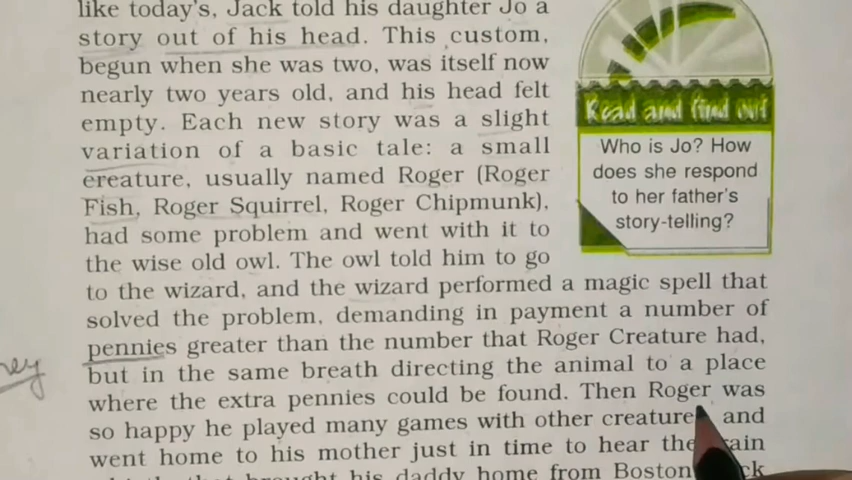 like today's, Jack told his daughter Jo a
story out of his head. This custom,
begun when she was two, was itself now
nearly two years old, and his head felt
empty. Each new story was a slight
variation of a basic tale: a small
creature, usually named Roger (Roger
Fish, Roger Squirrel, Roger Chipmunk),
had some problem and went with it to
the wise old owl. The owl told him to go
to the wizard, and the wizard performed a magic spell that
solved the problem, demanding in payment a number of
pennies greater than the number that Roger Creature had,
but in the same breath directing the animal to a place
where the extra pennies could be found. Then Roger was
so happy he played many games with other creature and
went home to his mother just in time to hear the
brought his daddy home from Boston
Read and find out
Who is Jo? How
does she respond
to her father's
story-telling?